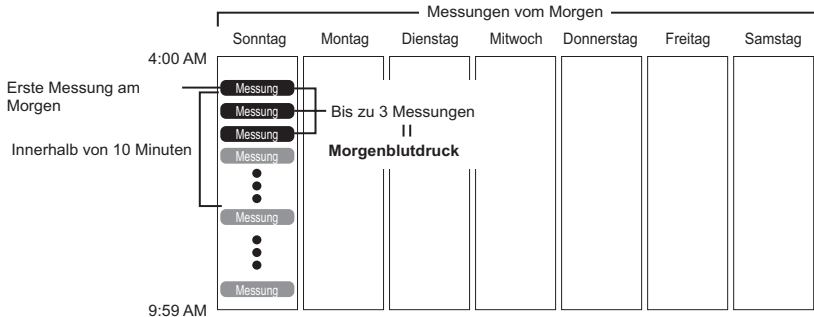 Messungen vom Morgen
Sonntag Montag Dienstag Mitwoch Donnerstag Freitag Samstag
4:00 AM
Erste Messung am
Morgen
Innerhalb von 10 Minuten
Messung
Messung
Messung
Messung
Messung
Messung
Bis zu 3 Messungen
Morgenblutdruck
9:59 AM